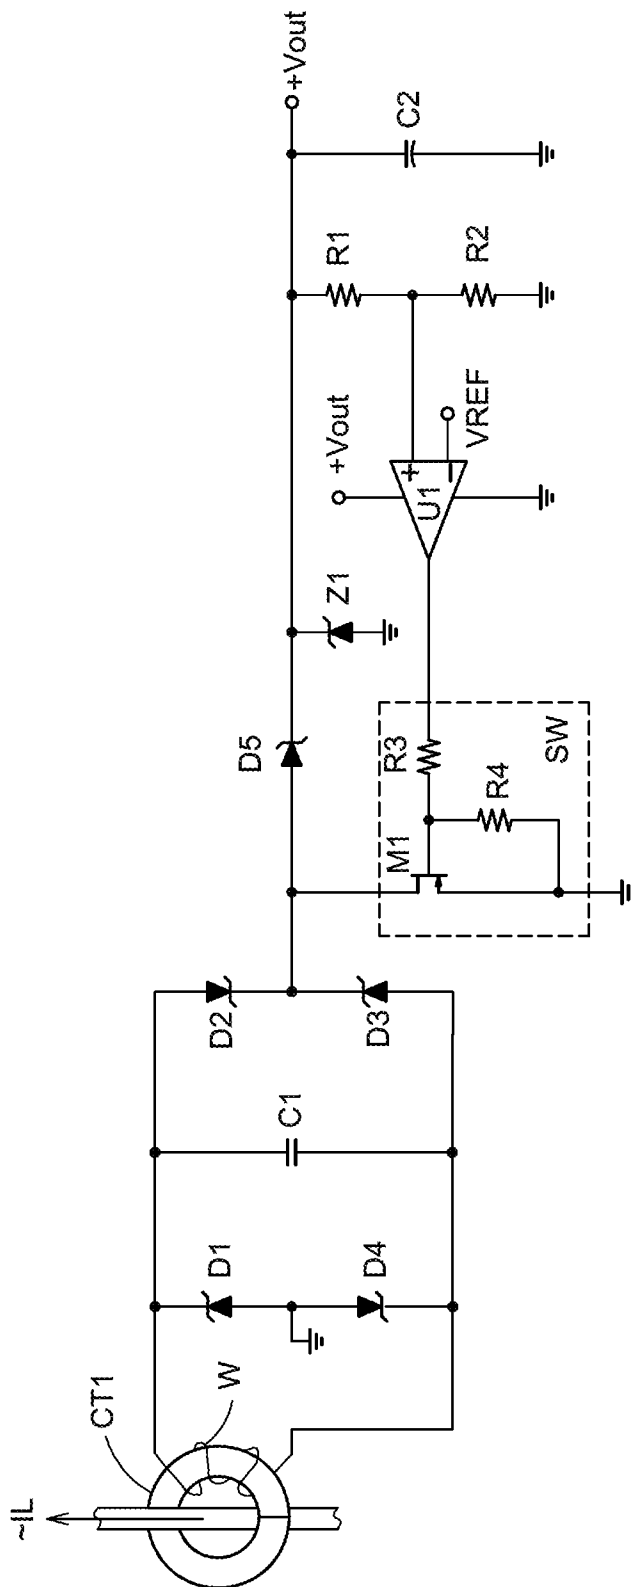 ~IL
CT1
W
D1
D4
C1
D2
D3
D5
M1
R3
R4
SW
Z1
+Vout
U1
+
−
VREF
R1
R2
C2
+Vout